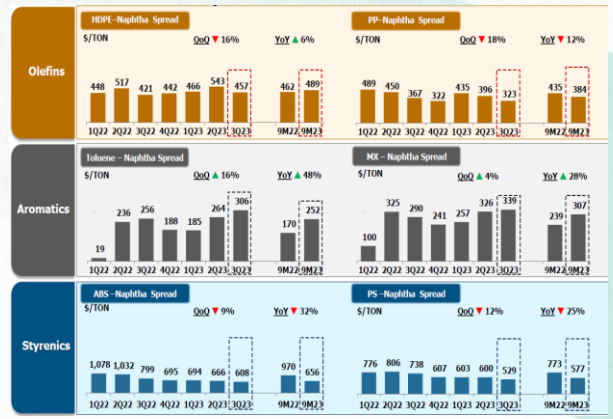 Olefins
HDPE–Naphtha Spread
$/TON
QoQ ▼ 16%
YoY ▲ 6%
448 517 421 442 466 543 457 462 489
1Q22 2Q22 3Q22 4Q22 1Q23 2Q23 3Q23 9M22 9M23
PP–Naphtha Spread
$/TON
QoQ ▼ 18%
YoY ▼ 12%
489 450 367 322 435 396 323 435 384
1Q22 2Q22 3Q22 4Q22 1Q23 2Q23 3Q23 9M22 9M23
Aromatics
Toluene – Naphtha Spread
$/TON
QoQ ▲ 16%
YoY ▲ 48%
19 236 256 188 185 264 306 170 252
1Q22 2Q22 3Q22 4Q22 1Q23 2Q23 3Q23 9M22 9M23
MX – Naphtha Spread
$/TON
QoQ ▲ 4%
YoY ▲ 28%
100 325 290 241 257 326 339 239 307
1Q22 2Q22 3Q22 4Q22 1Q23 2Q23 3Q23 9M22 9M23
Styrenics
ABS –Naphtha Spread
$/TON
QoQ ▼ 9%
YoY ▼ 32%
1,078 1,032 799 695 694 666 608 970 656
1Q22 2Q22 3Q22 4Q22 1Q23 2Q23 3Q23 9M22 9M23
PS–Naphtha Spread
$/TON
QoQ ▼ 12%
YoY ▼ 25%
776 806 738 607 603 600 529 773 577
1Q22 2Q22 3Q22 4Q22 1Q23 2Q23 3Q23 9M22 9M23